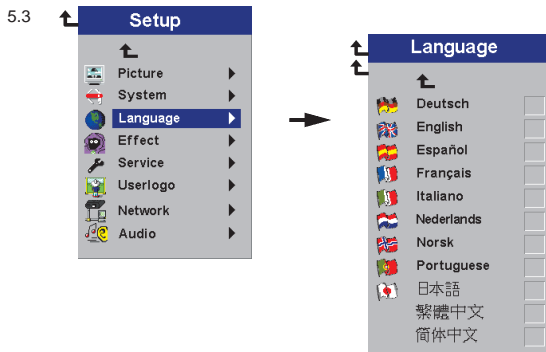 5.3
Setup
Picture
System
Language
Effect
Service
Userlogo
Network
Audio
Language
Deutsch
English
Español
Français
Italiano
Nederlands
Norsk
Portuguese
日本語
繁體中文
简体中文